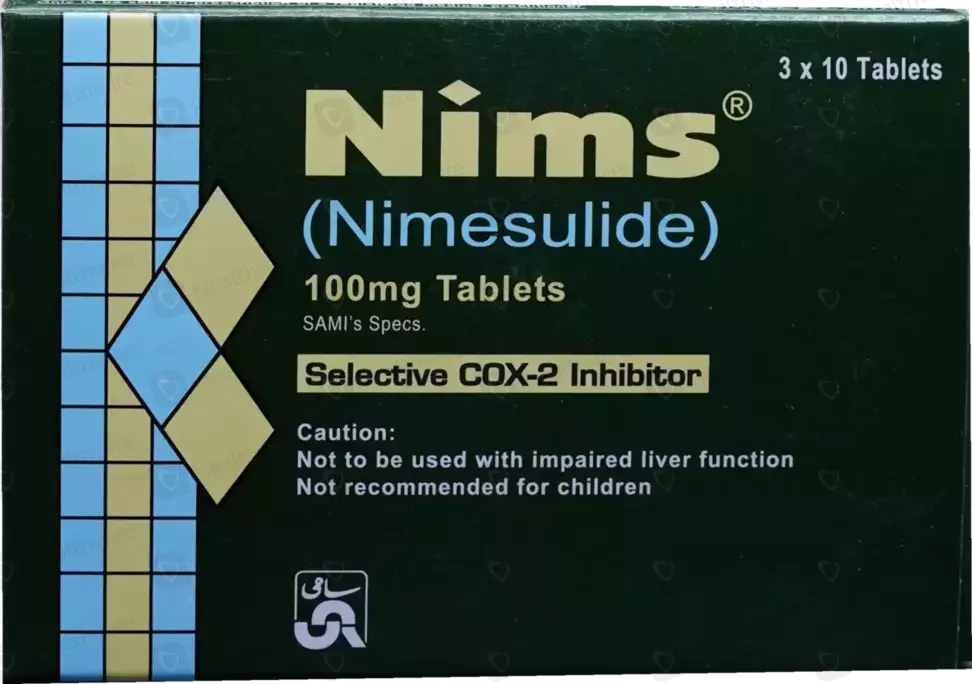 3 x 10 Tablets
Nims®
(Nimesulide)
100mg Tablets
SAMI's Specs.
Selective COX-2 Inhibitor
Caution:
Not to be used with impaired liver function
Not recommended for children
سامی